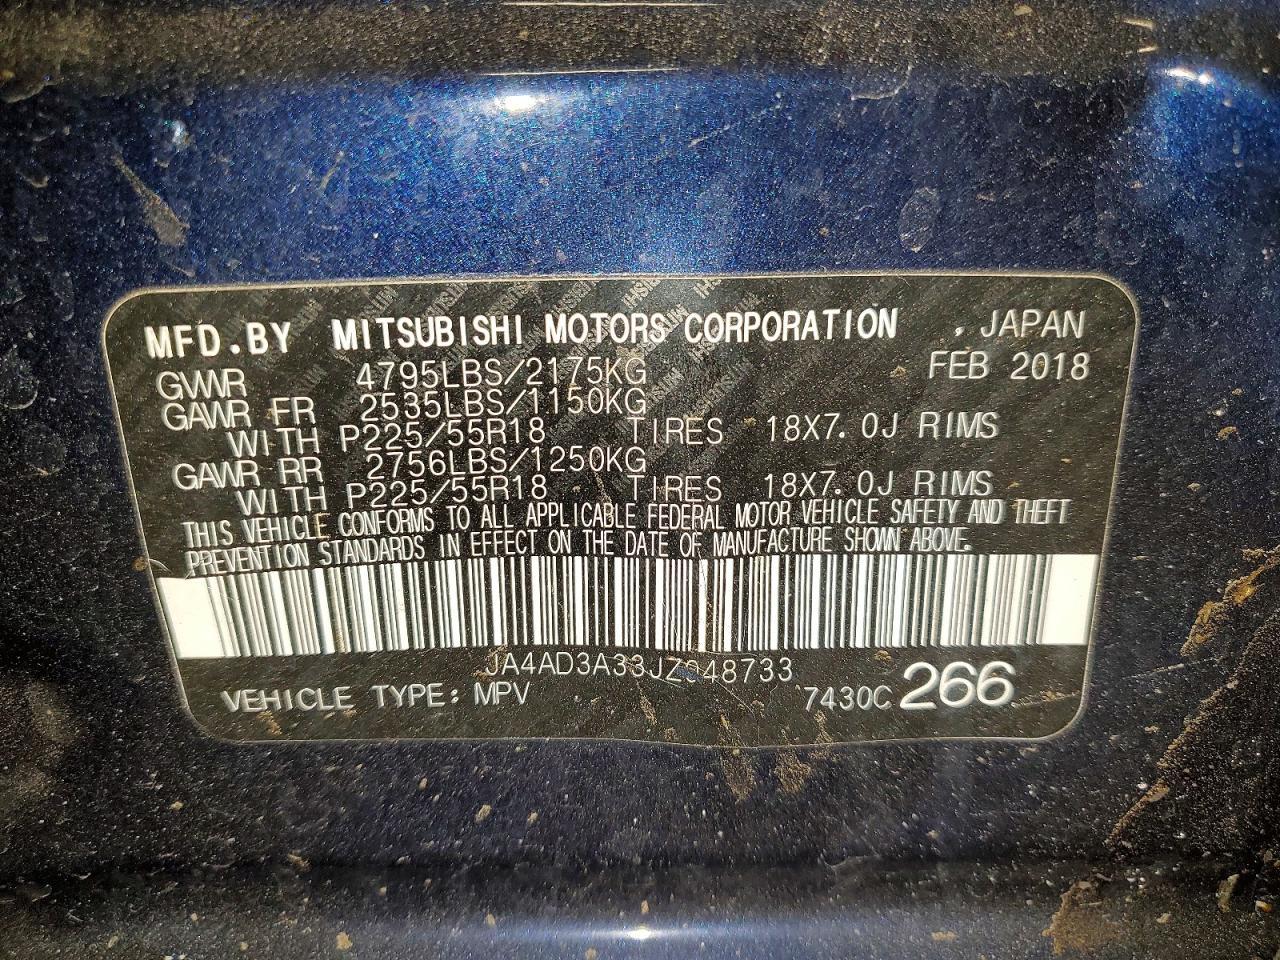 MFD.BY MITSUBISHI MOTORS CORPORATION , JAPAN
GVWR 4795LBS/2175KG FEB 2018
GAWR FR 2535LBS/1150KG
WITH P225/55R18 TIRES 18X7.0J RIMS
GAWR RR 2756LBS/1250KG
WITH P225/55R18 TIRES 18X7.0J RIMS
THIS VEHICLE CONFORMS TO ALL APPLICABLE FEDERAL MOTOR VEHICLE SAFETY AND THEFT
PREVENTION STANDARDS IN EFFECT ON THE DATE OF MANUFACTURE SHOWN ABOVE.
VEHICLE TYPE: MPV 7430C 266